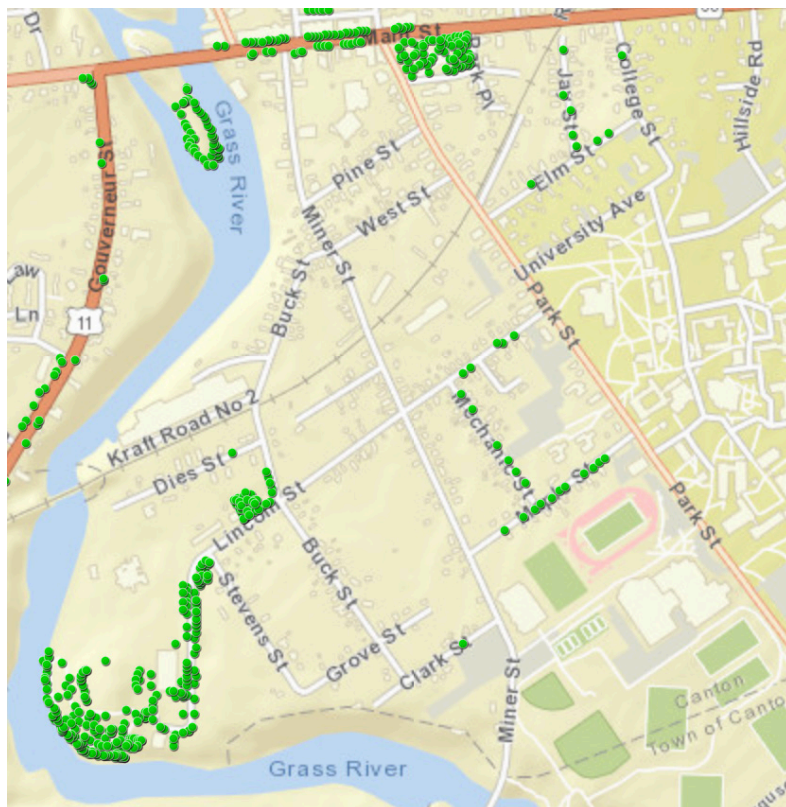 Dr
Main St
Park Pl
Jay St
College St
Hillside Rd
Grass River
Pine St
Elm St
West St
Gouverneur St
Miner St
University Ave
Law
Ln
11
Buck St
Park St
Kraft Road No 2
Mechanic St
Dies St
Maple St
Lincoln St
Park St
Buck St
Stevens St
Grove St
Clark St
Miner St
Canton
Town of Canto
Grass River